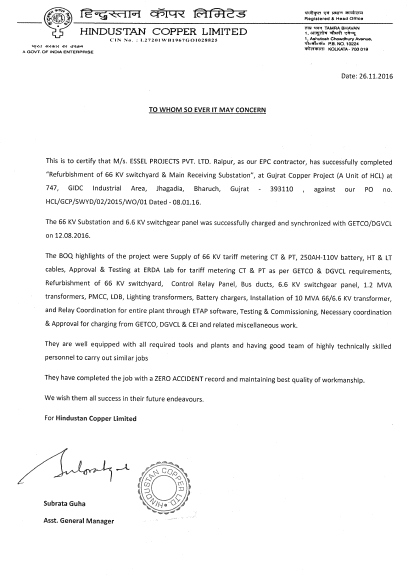 हिन्दुस्तान कॉपर लिमिटेड
HINDUSTAN COPPER LIMITED
भारत सरकार का उपक्रम
A GOVT. OF INDIA ENTERPRISE
CIN No. : L27201WB1967GOI028825
पंजीकृत एवं प्रधान कार्यालय
Registered & Head Office
ताम्र भवन TAMRA BHAVAN
1, आशुतोष चौधरी एवेन्यू
1, Ashutosh Chowdhury Avenue,
पो०बॉ०नं० P.B. NO. 10224
कोलकाता KOLKATA - 700 019
Date: 26.11.2016
TO WHOM SO EVER IT MAY CONCERN
This is to certify that M/s. ESSEL PROJECTS PVT. LTD. Raipur, as our EPC contractor, has successfully completed
"Refurbishment of 66 KV switchyard & Main Receiving Substation", at Gujrat Copper Project (A Unit of HCL) at
747, GIDC Industrial Area, Jhagadia, Bharuch, Gujrat - 393110 , against our PO no.
HCL/GCP/SWYD/02/2015/WO/01 Dated - 08.01.16.
The 66 KV Substation and 6.6 KV switchgear panel was successfully charged and synchronized with GETCO/DGVCL
on 12.08.2016.
The BOQ highlights of the project were Supply of 66 KV tariff metering CT & PT, 250AH-110V battery, HT & LT
cables, Approval & Testing at ERDA Lab for tariff metering CT & PT as per GETCO & DGVCL requirements,
Refurbishment of 66 KV switchyard, Control Relay Panel, Bus ducts, 6.6 KV switchgear panel, 1.2 MVA
transformers, PMCC, LDB, Lighting transformers, Battery chargers, Installation of 10 MVA 66/6.6 KV transformer,
and Relay Coordination for entire plant through ETAP software, Testing & Commissioning, Necessary coordination
& Approval for charging from GETCO, DGVCL & CEI and related miscellaneous work.
They are well equipped with all required tools and plants and having good team of highly technically skilled
personnel to carry out similar jobs
They have completed the job with a ZERO ACCIDENT record and maintaining best quality of workmanship.
We wish them all success in their future endeavours.
For Hindustan Copper Limited
HINDUSTAN COPPER LTD
Subrata Guha
Asst. General Manager